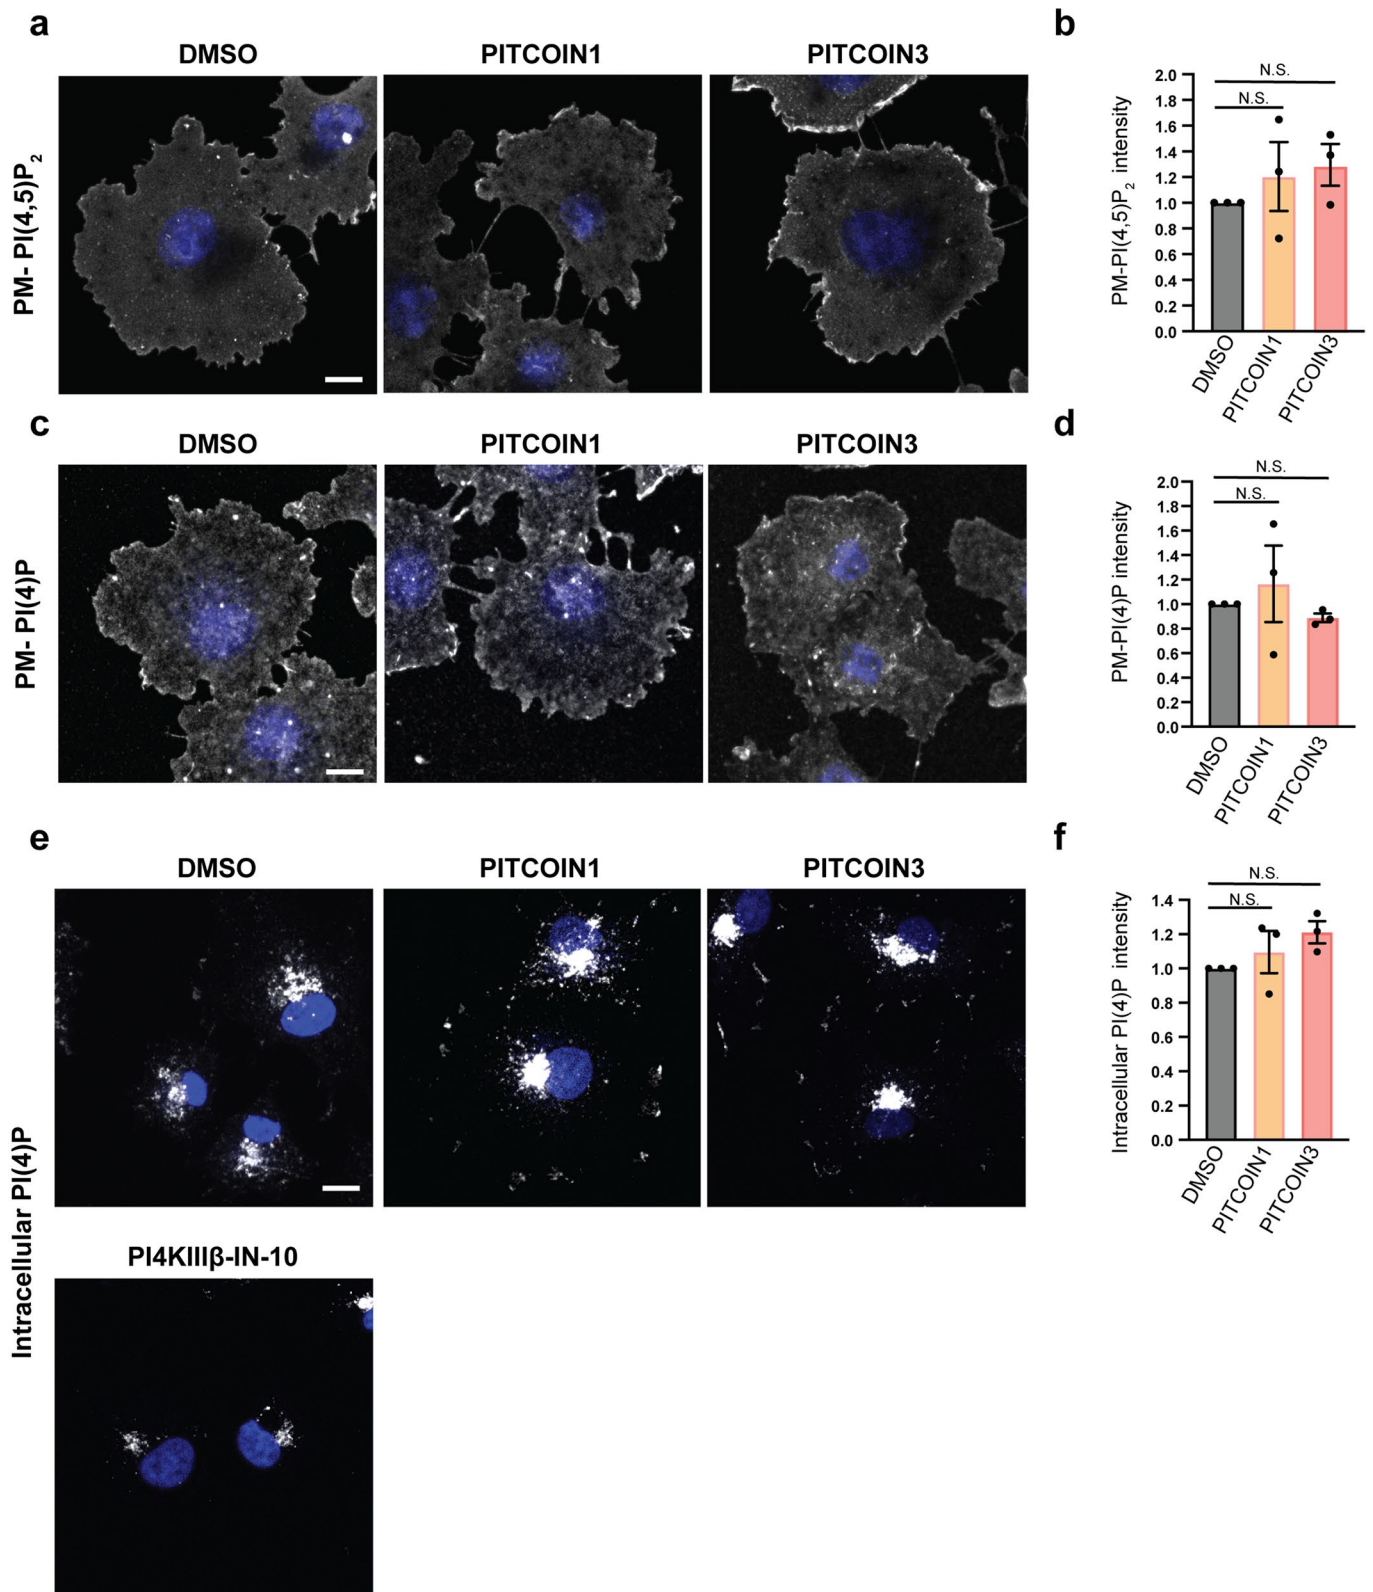 a
DMSO
PITCOIN1
PITCOIN3
PM- PI(4,5)P2
b
N.S.
N.S.
PM-PI(4,5)P2 intensity
2.0
1.8
1.6
1.4
1.2
1.0
0.8
0.6
0.4
0.2
0.0
DMSO
PITCOIN1
PITCOIN3
c
DMSO
PITCOIN1
PITCOIN3
PM- PI(4)P
d
N.S.
N.S.
PM-PI(4)P intensity
2.0
1.8
1.6
1.4
1.2
1.0
0.8
0.6
0.4
0.2
0.0
DMSO
PITCOIN1
PITCOIN3
e
DMSO
PITCOIN1
PITCOIN3
Intracellular PI(4)P
PI4KIIIβ-IN-10
f
N.S.
N.S.
Intracellular PI(4)P intensity
1.4
1.2
1.0
0.8
0.6
0.4
0.2
0.0
DMSO
PITCOIN1
PITCOIN3